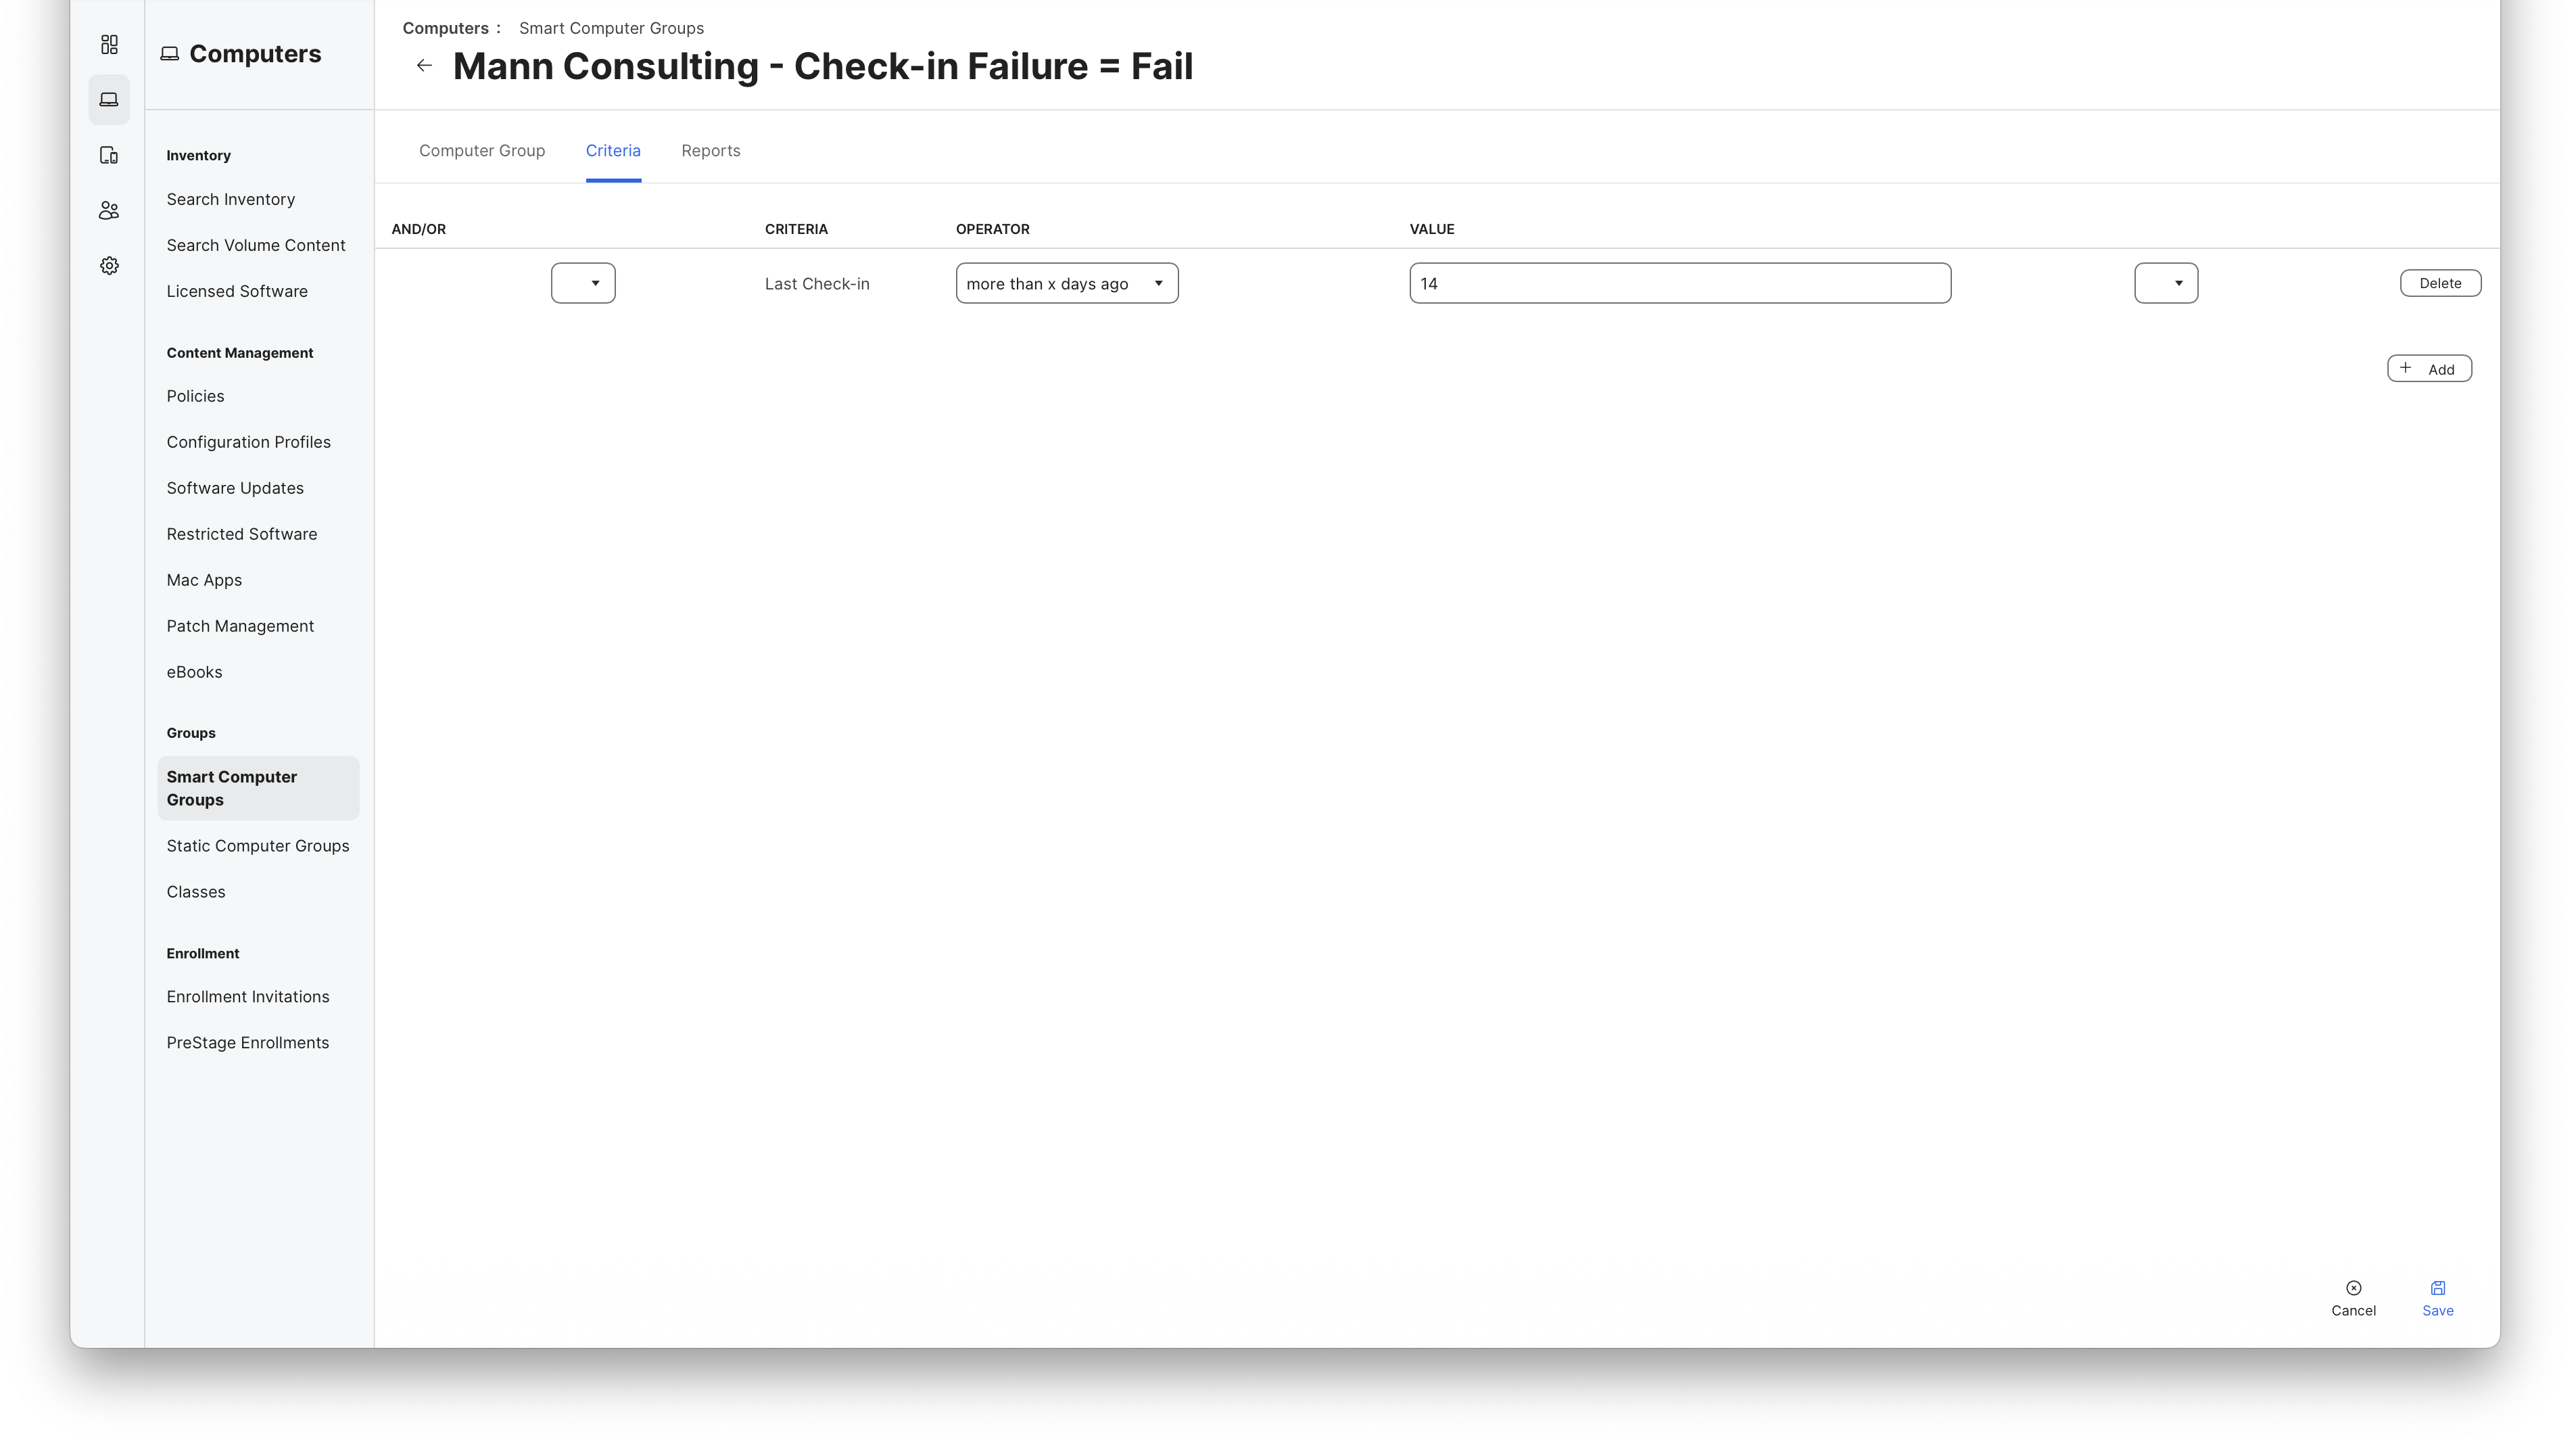 Computers :   Smart Computer Groups
Computers
Mann Consulting - Check-in Failure = Fail
Computer Group   Criteria   Reports
Inventory
Search Inventory
Search Volume Content
Licensed Software
Content Management
Policies
Configuration Profiles
Software Updates
Restricted Software
Mac Apps
Patch Management
eBooks
Groups
Smart Computer
Groups
Static Computer Groups
Classes
Enrollment
Enrollment Invitations
PreStage Enrollments
AND/OR   CRITERIA   OPERATOR   VALUE
Last Check-in   more than x days ago   14   Delete
+ Add
Cancel   Save